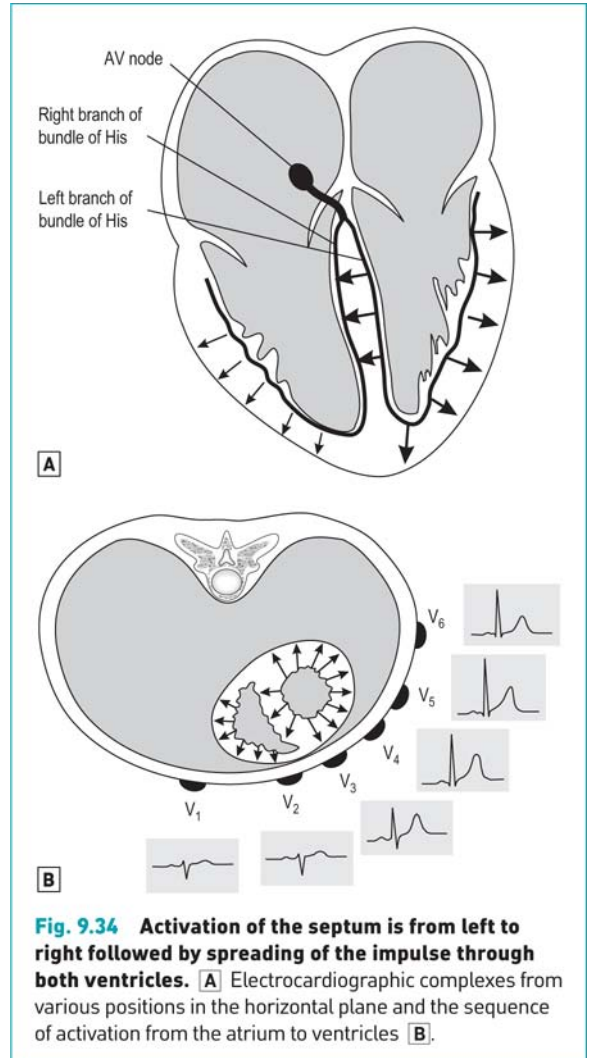 AV node
Right branch of
bundle of His
Left branch of
bundle of His
A
V6
V5
V4
V3
V2
V1
B
Fig. 9.34 Activation of the septum is from left to
right followed by spreading of the impulse through
both ventricles. A Electrocardiographic complexes from
various positions in the horizontal plane and the sequence
of activation from the atrium to ventricles B.